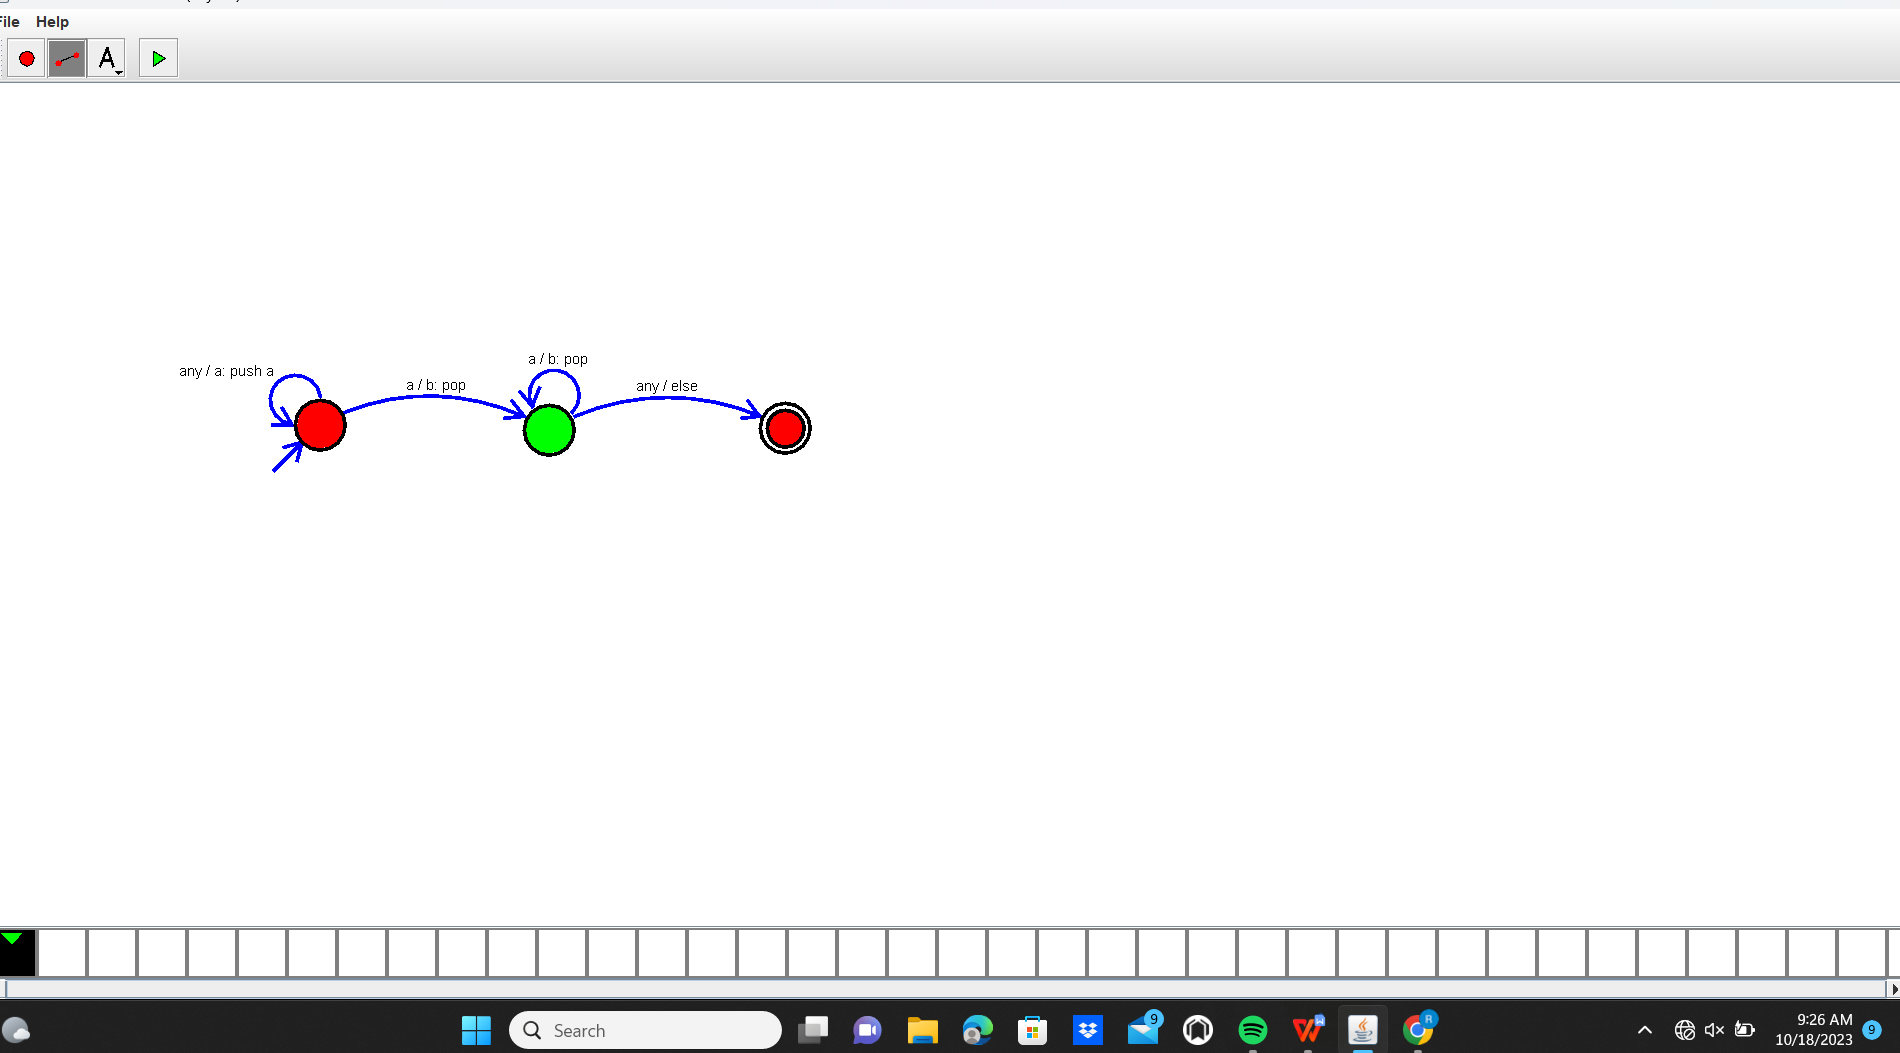 File Help
A
any / a: push a
a / b: pop
a / b: pop
any / else
Search
9
R
9:26 AM
10/18/2023
9